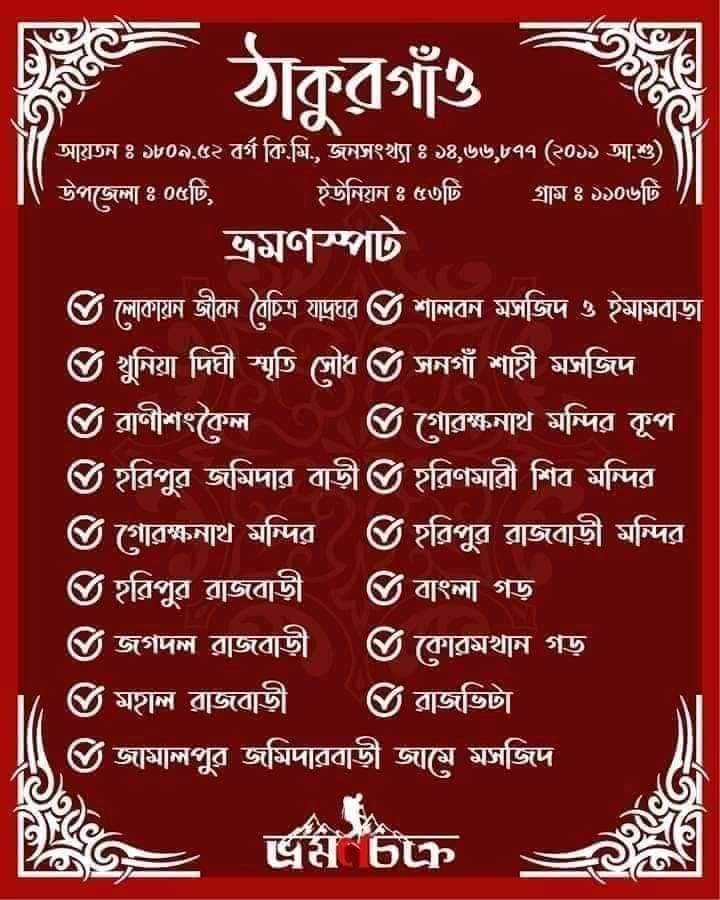 ঠাকুরগাঁও
আয়তন ঃ ১৮০৯.৫২ বর্গ কি.মি., জনসংখ্যা ঃ ১৪,৬৬,৮৭৭ (২০১১ আ.শু)
উপজেলা ঃ ০৫টি, ইউনিয়ন ঃ ৫৩টি গ্রাম ঃ ১১০৬টি
ভ্রমণস্পট
লোকায়ন জীবন বৈচিত্র যাদুঘর শালবন মসজিদ ও ইমামবাড়া
খুনিয়া দিঘী স্মৃতি সৌধ সনগাঁ শাহী মসজিদ
রাণীশংকৈল গোরক্ষনাথ মন্দির কূপ
হরিপুর জমিদার বাড়ী হরিণমারী শিব মন্দির
গোরক্ষনাথ মন্দির হরিপুর রাজবাড়ী মন্দির
হরিপুর রাজবাড়ী বাংলা গড়
জগদল রাজবাড়ী কোরমখান গড়
মহাল রাজবাড়ী রাজভিটা
জামালপুর জমিদারবাড়ী জামে মসজিদ
ভ্রমণচক্র